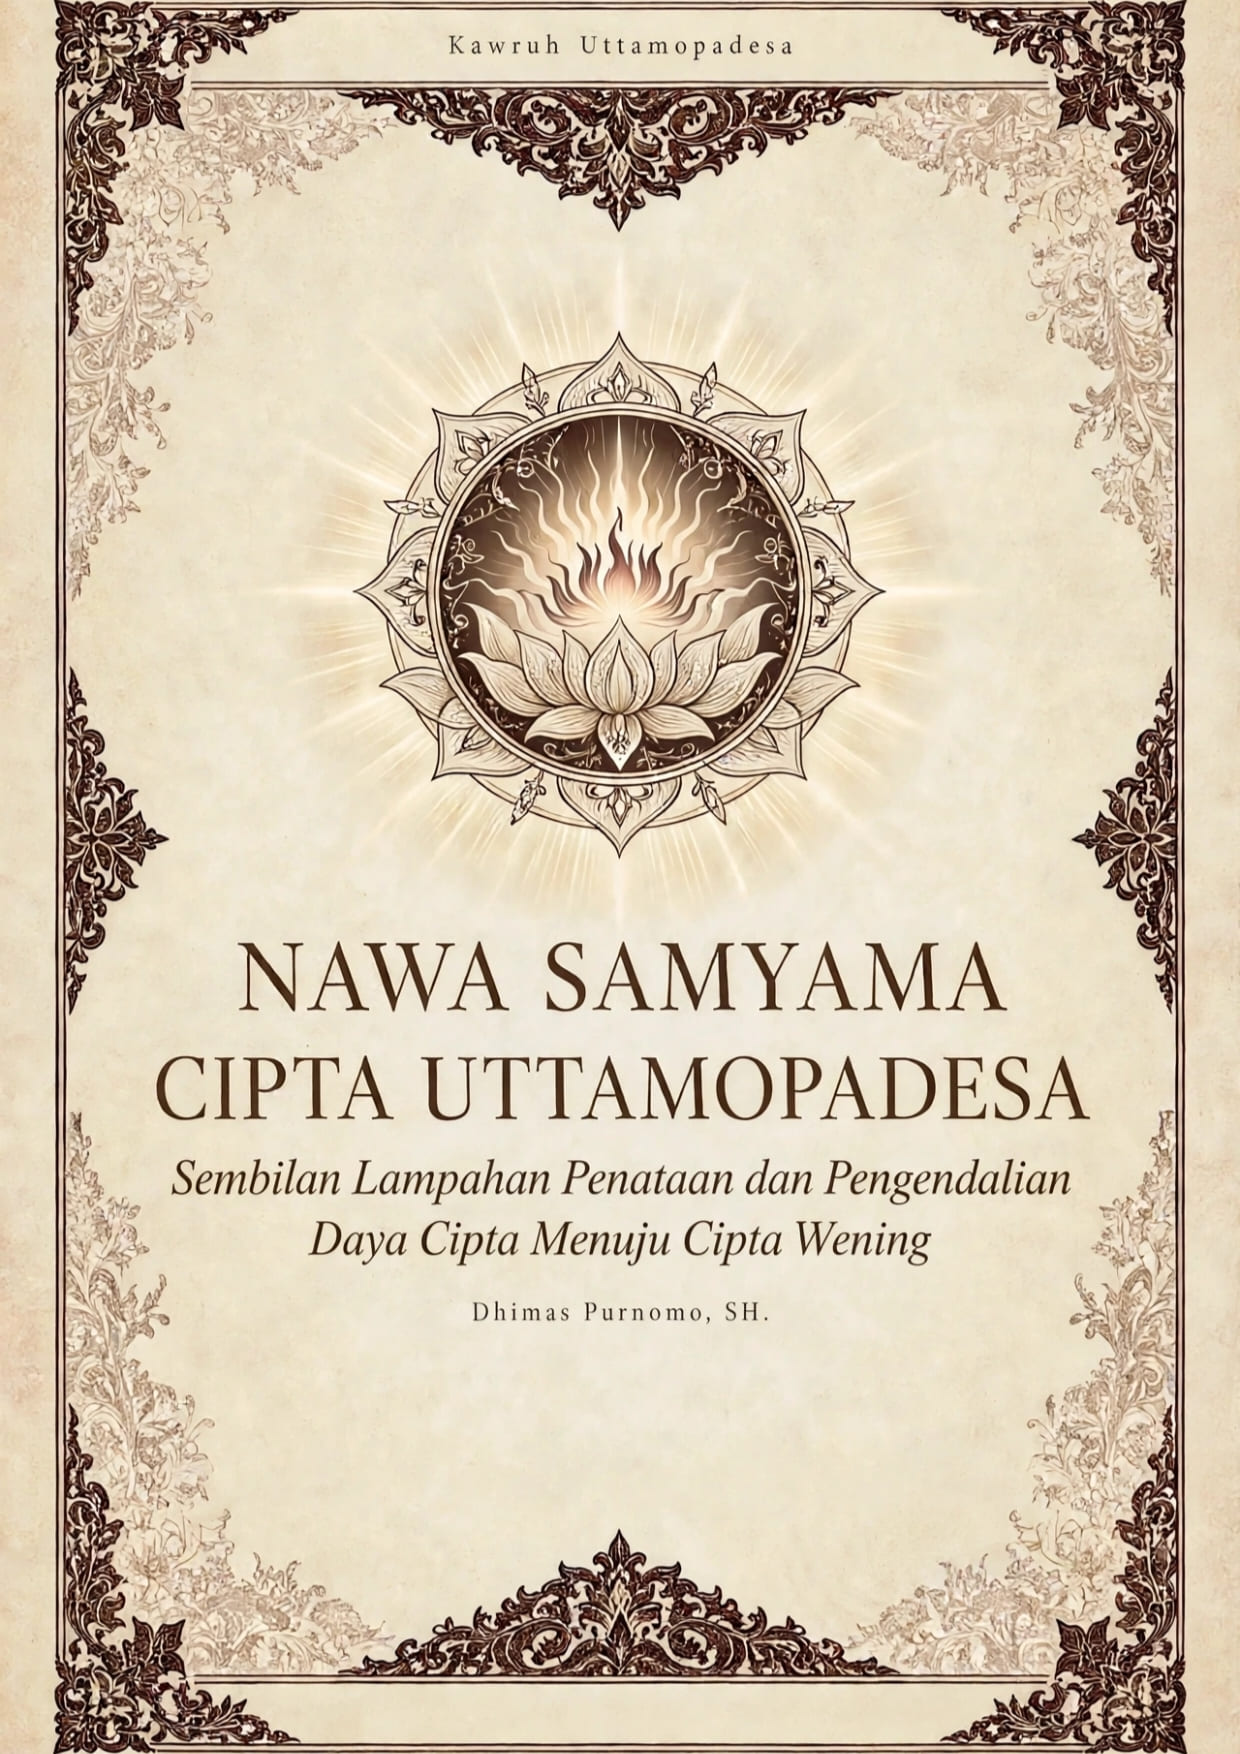 Kawruh Uttamopadesa
NAWA SAMYAMA
CIPTA UTTAMOPADESA
Sembilan Lampahan Penataan dan Pengendalian
Daya Cipta Menuju Cipta Wening
Dhimas Purnomo, SH.